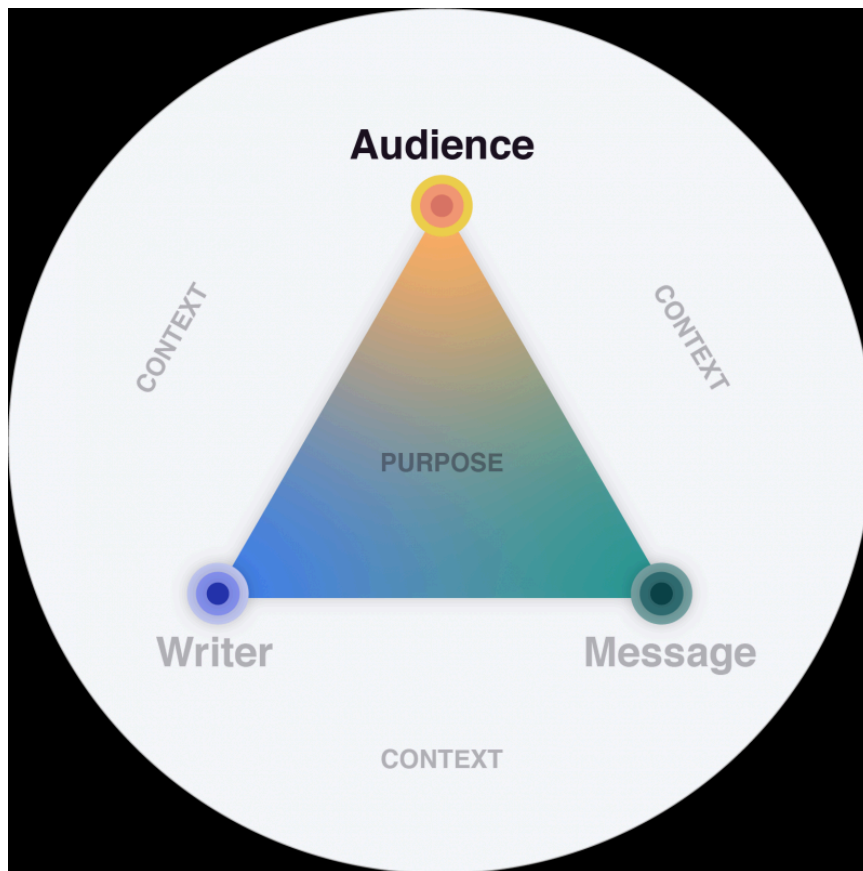 Audience
CONTEXT
CONTEXT
PURPOSE
Writer
Message
CONTEXT